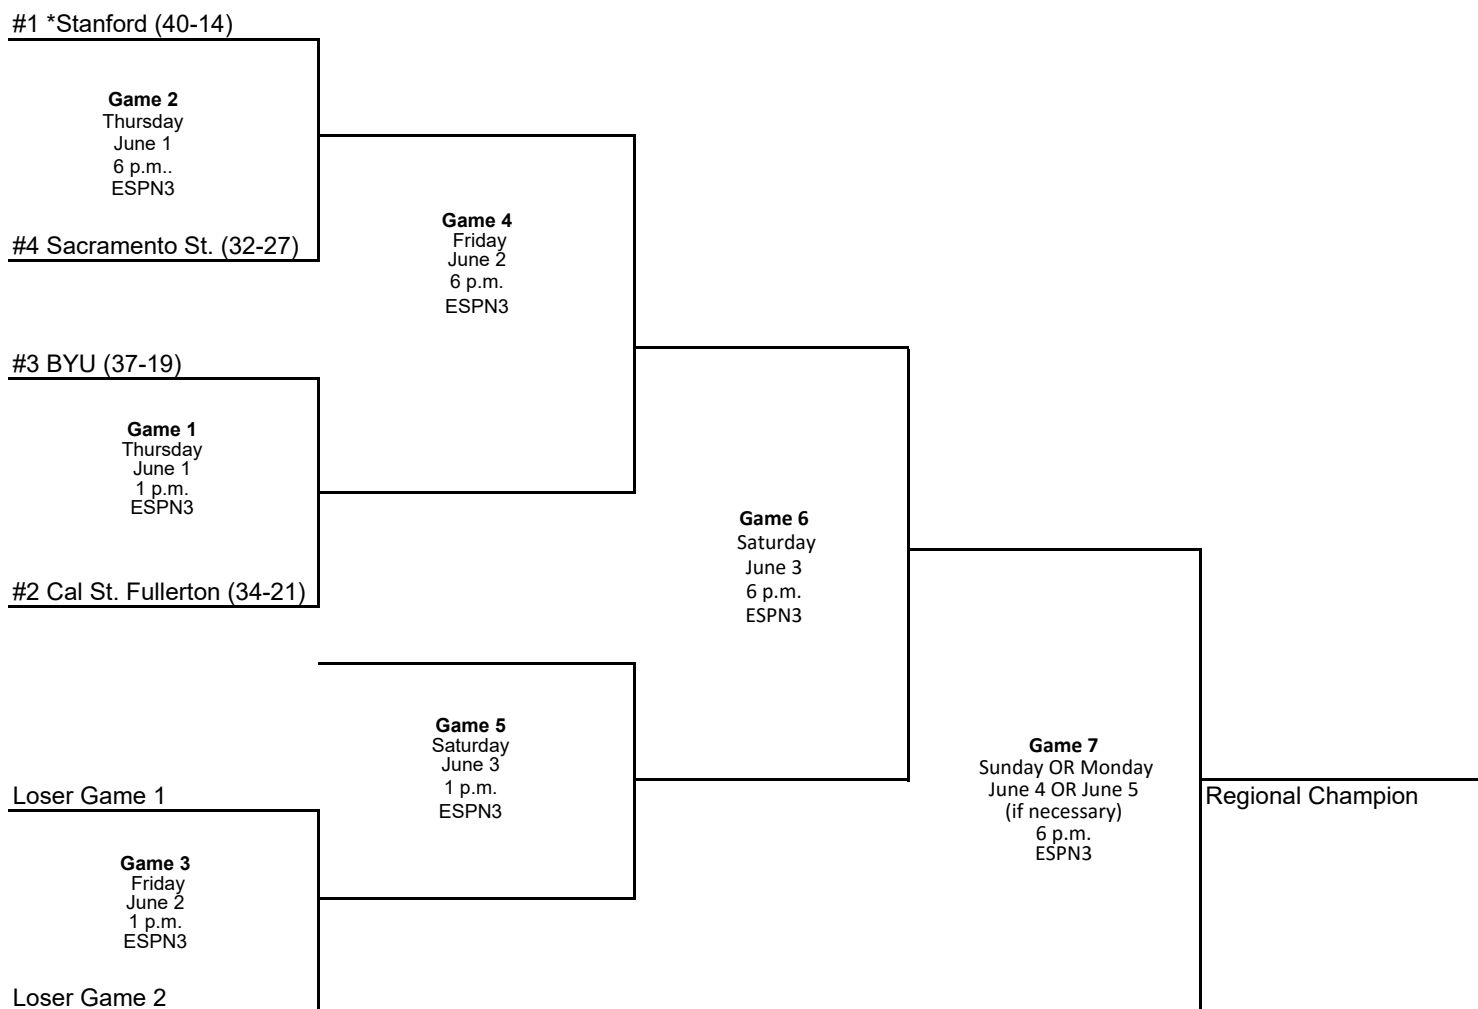 #1 *Stanford (40-14)
Game 2
Thursday
June 1
6 p.m..
ESPN3
#4 Sacramento St. (32-27)
Game 4
Friday
June 2
6 p.m.
ESPN3
#3 BYU (37-19)
Game 1
Thursday
June 1
1 p.m.
ESPN3
#2 Cal St. Fullerton (34-21)
Game 6
Saturday
June 3
6 p.m.
ESPN3
Game 5
Saturday
June 3
1 p.m.
ESPN3
Game 7
Sunday OR Monday
June 4 OR June 5
(if necessary)
6 p.m.
ESPN3
Regional Champion
Loser Game 1
Game 3
Friday
June 2
1 p.m.
ESPN3
Loser Game 2